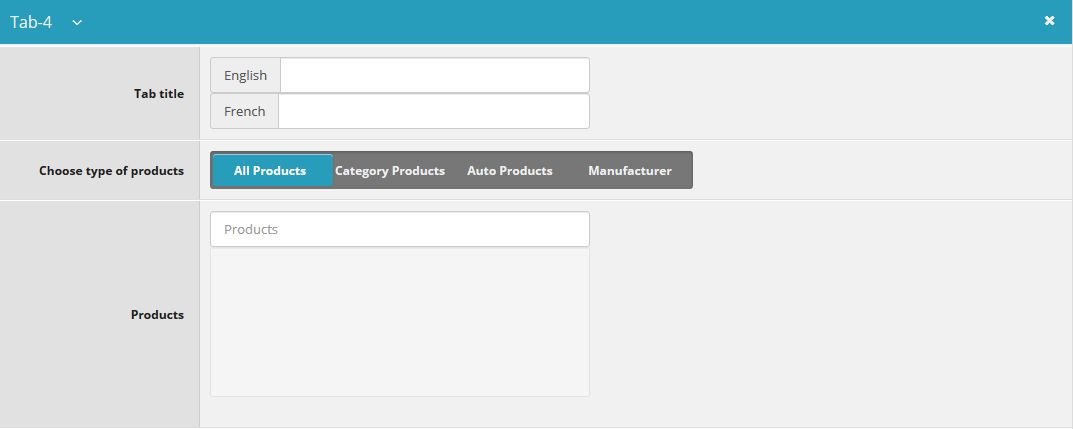 Tab-4
Tab title
English
French
Choose type of products
All Products Category Products Auto Products Manufacturer
Products
Products